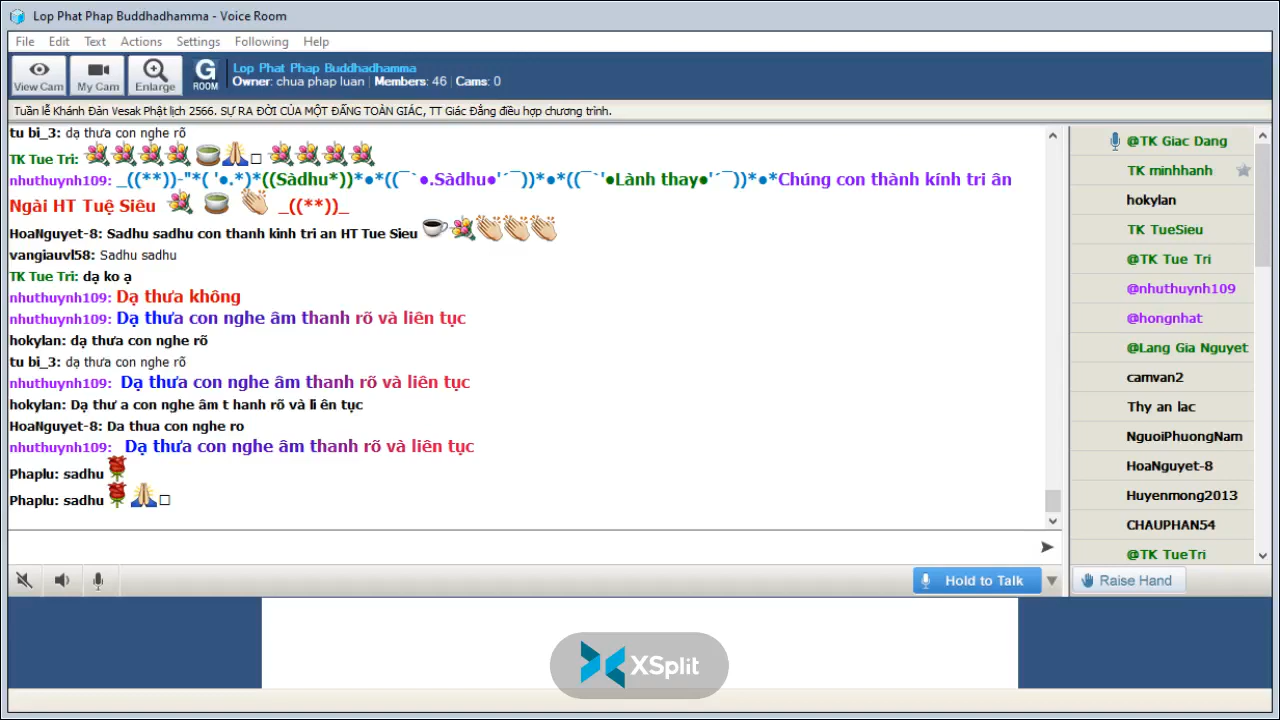 Lop Phat Phap Buddhadhamma - Voice Room
File Edit Text Actions Settings Following Help
View Cam My Cam Enlarge G ROOM
Lop Phat Phap Buddhadhamma
Owner: chua phap luan | Members: 46 | Cams: 0
Tuần lễ Khánh Đản Vesak Phật lịch 2566. SỰ RA ĐỜI CỦA MỘT ĐẤNG TOÀN GIÁC, TT Giác Đẳng điều hợp chương trình.
tu bi_3: dạ thưa con nghe rõ
TK Tue Tri: 💐💐💐💐🍵🙏□ 💐💐💐💐
nhuthuynh109: _((**))-"*( '●.*)*((Sàdhu*))*●*((¯`●.Sàdhu●'´¯))*●*((¯`'●Lành thay●'´¯))*●*Chúng con thành kính tri ân
Ngài HT Tuệ Siêu 💐 🍵 👏 _((**))_
HoaNguyet-8: Sadhu sadhu con thanh kinh tri an HT Tue Sieu ☕💐👏👏👏
vangiauvl58: Sadhu sadhu
TK Tue Tri: dạ ko ạ
nhuthuynh109: Dạ thưa không
nhuthuynh109: Dạ thưa con nghe âm thanh rõ và liên tục
hokylan: dạ thưa con nghe rõ
tu bi_3: dạ thưa con nghe rõ
nhuthuynh109: Dạ thưa con nghe âm thanh rõ và liên tục
hokylan: Dạ thư a con nghe âm t hanh rõ và li ên tục
HoaNguyet-8: Da thua con nghe ro
nhuthuynh109: Dạ thưa con nghe âm thanh rõ và liên tục
Phaplu: sadhu 🌹
Phaplu: sadhu 🌹🙏□
@TK Giac Dang
TK minhhanh
hokylan
TK TueSieu
@TK Tue Tri
@nhuthuynh109
@hongnhat
@Lang Gia Nguyet
camvan2
Thy an lac
NguoiPhuongNam
HoaNguyet-8
Huyenmong2013
CHAUPHAN54
@TK TueTri
Hold to Talk
Raise Hand
XSplit